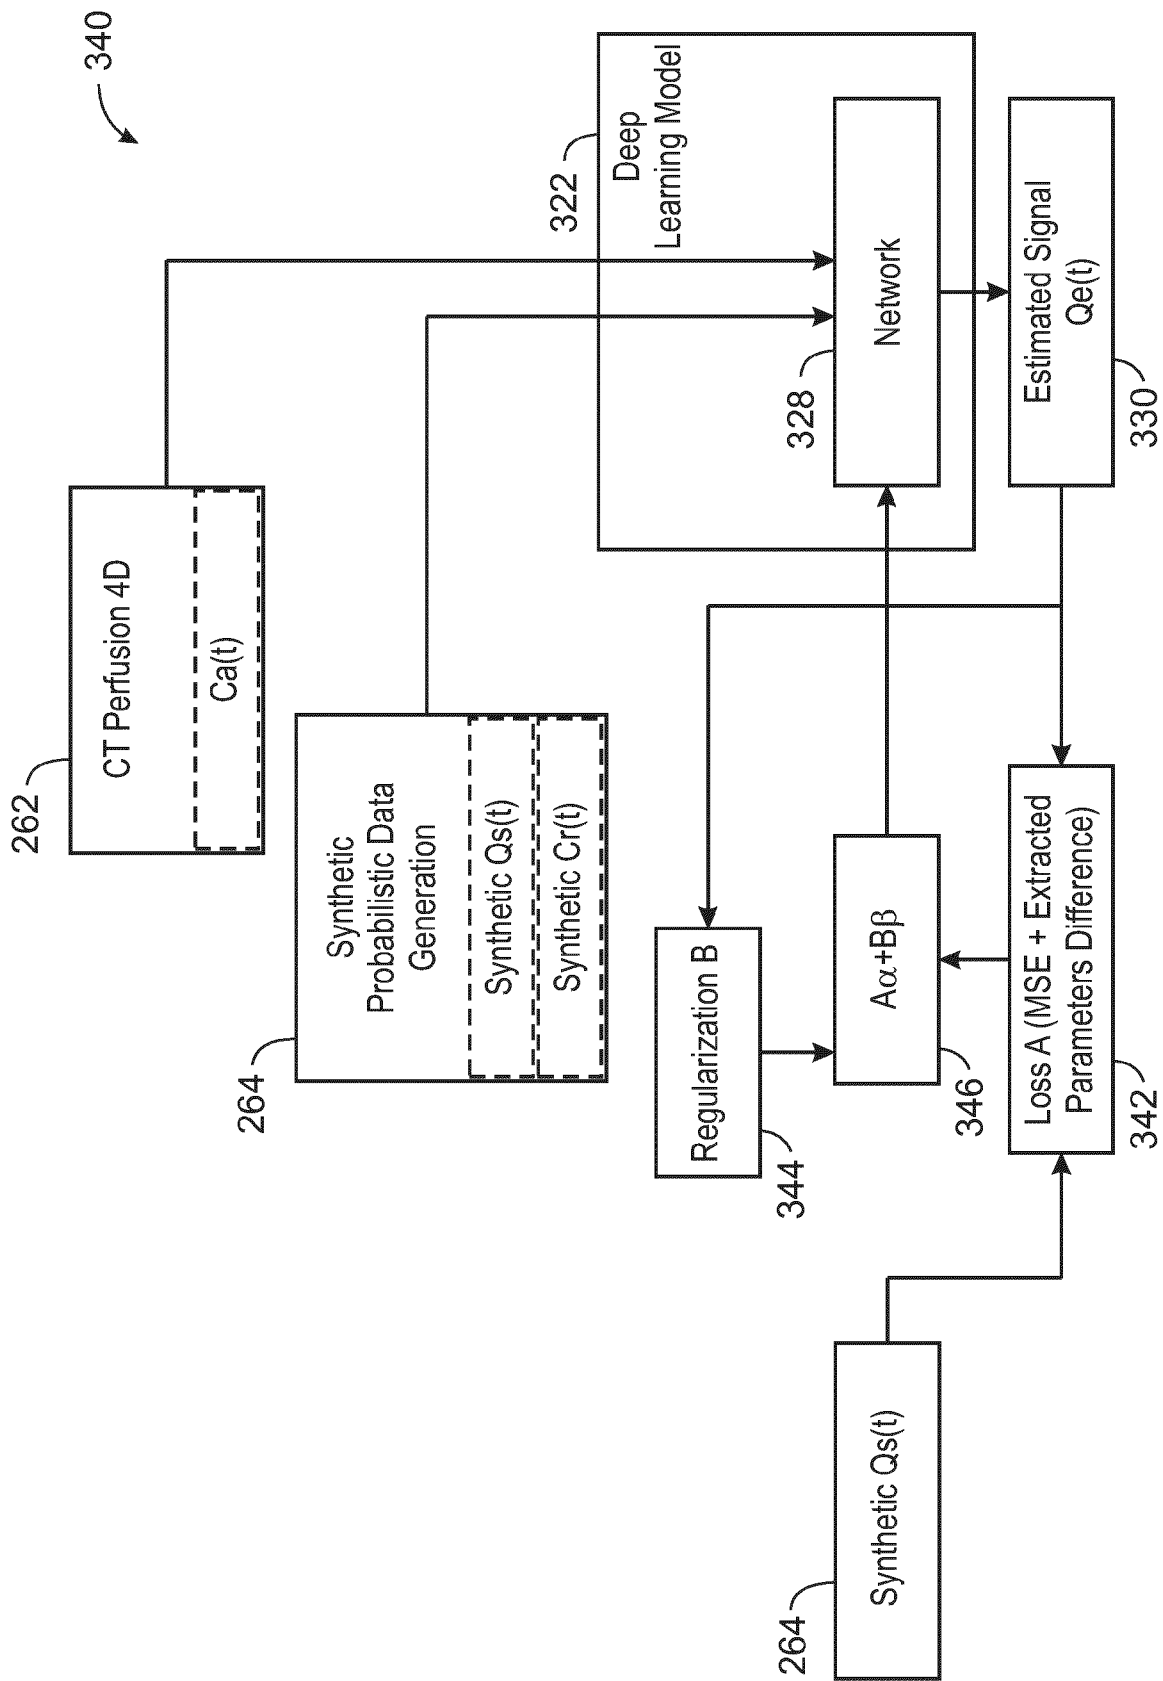 340
262
CT Perfusion 4D
Ca(t)
264
Synthetic
Probabilistic Data
Generation
Synthetic Qs(t)
Synthetic Cr(t)
322
Deep
Learning Model
328
Network
344
Regularization B
346
Aα+Bβ
264
Synthetic Qs(t)
342
Loss A (MSE + Extracted
Parameters Difference)
330
Estimated Signal
Qe(t)